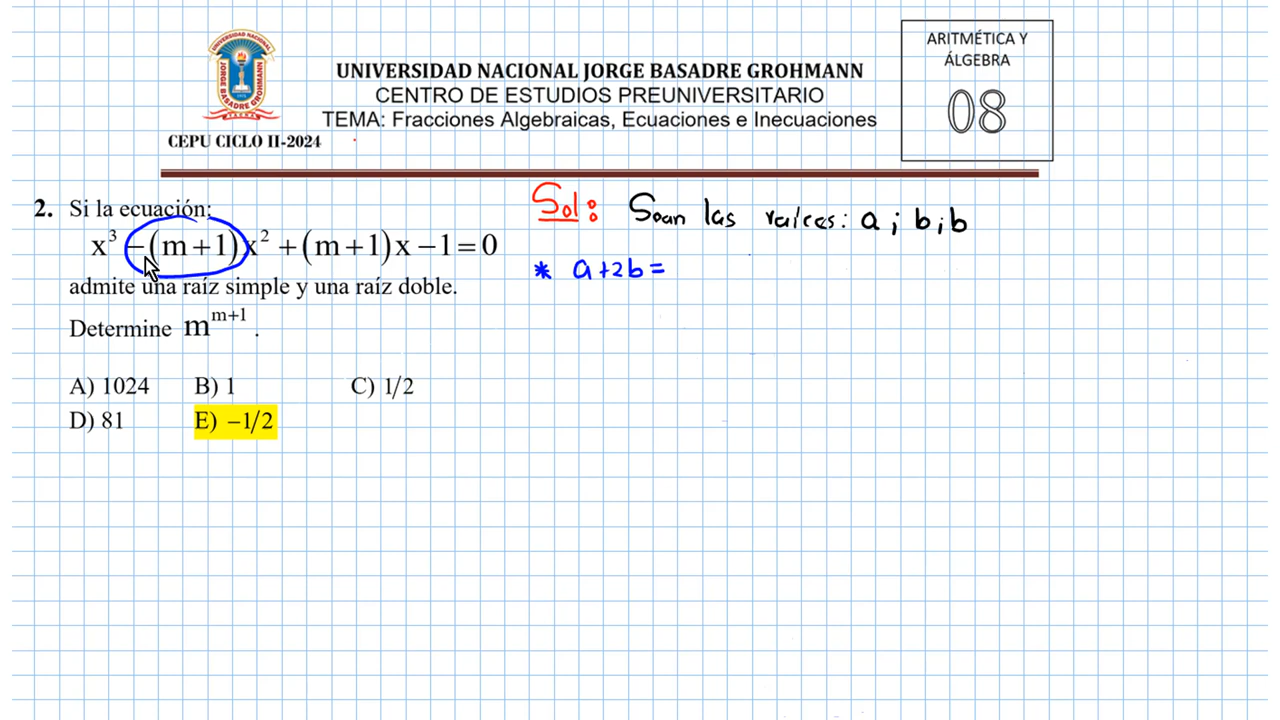 UNIVERSIDAD NACIONAL JORGE BASADRE GROHMANN
CENTRO DE ESTUDIOS PREUNIVERSITARIO
TEMA: Fracciones Algebraicas, Ecuaciones e Inecuaciones
CEPU CICLO II-2024
ARITMÉTICA Y
ÁLGEBRA
08
2. Si la ecuación:
x³ −(m+1)x² +(m+1)x −1=0
admite una raíz simple y una raíz doble.
Determine m^(m+1) .
A) 1024 B) 1 C) 1/2
D) 81 E) −1/2
Sol: Sean las raíces: a ; b ; b
* a+2b =